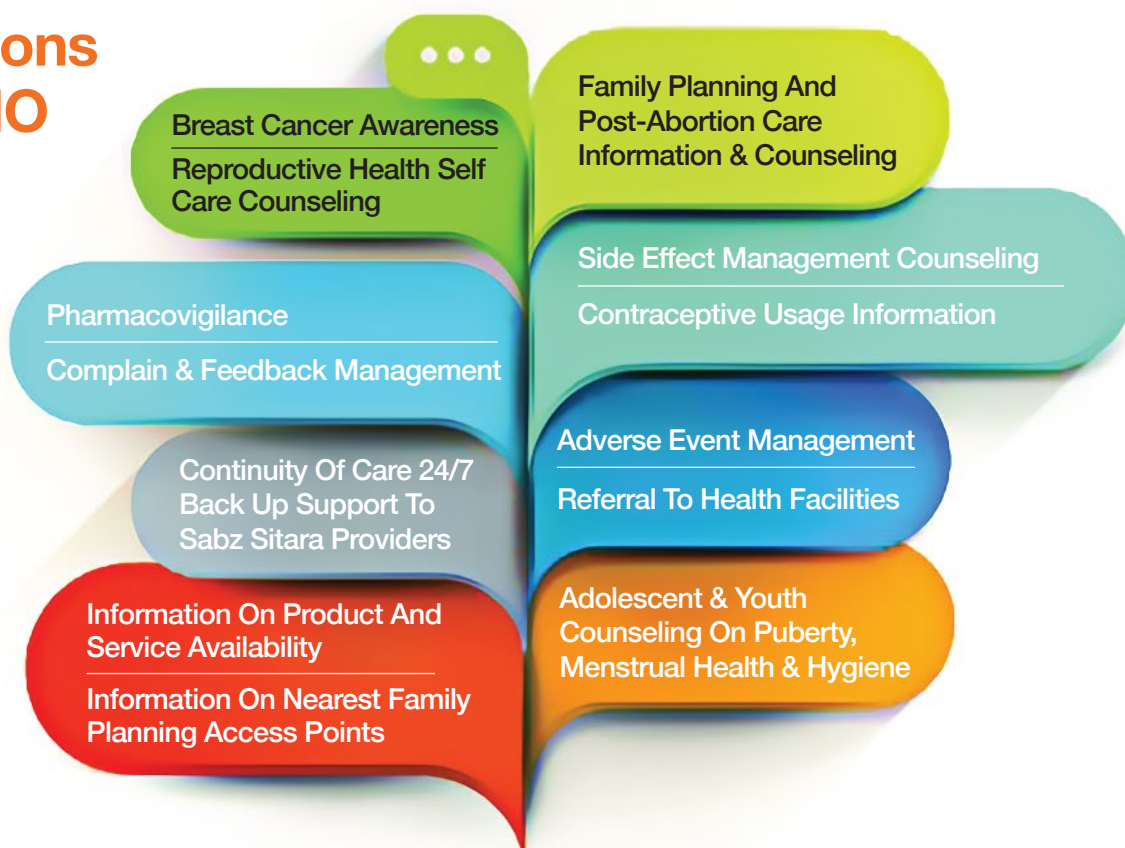 ons
IO
Breast Cancer Awareness
Reproductive Health Self
Care Counseling
Family Planning And
Post-Abortion Care
Information & Counseling
Side Effect Management Counseling
Contraceptive Usage Information
Pharmacovigilance
Complain & Feedback Management
Adverse Event Management
Referral To Health Facilities
Continuity Of Care 24/7
Back Up Support To
Sabz Sitara Providers
Adolescent & Youth
Counseling On Puberty,
Menstrual Health & Hygiene
Information On Product And
Service Availability
Information On Nearest Family
Planning Access Points